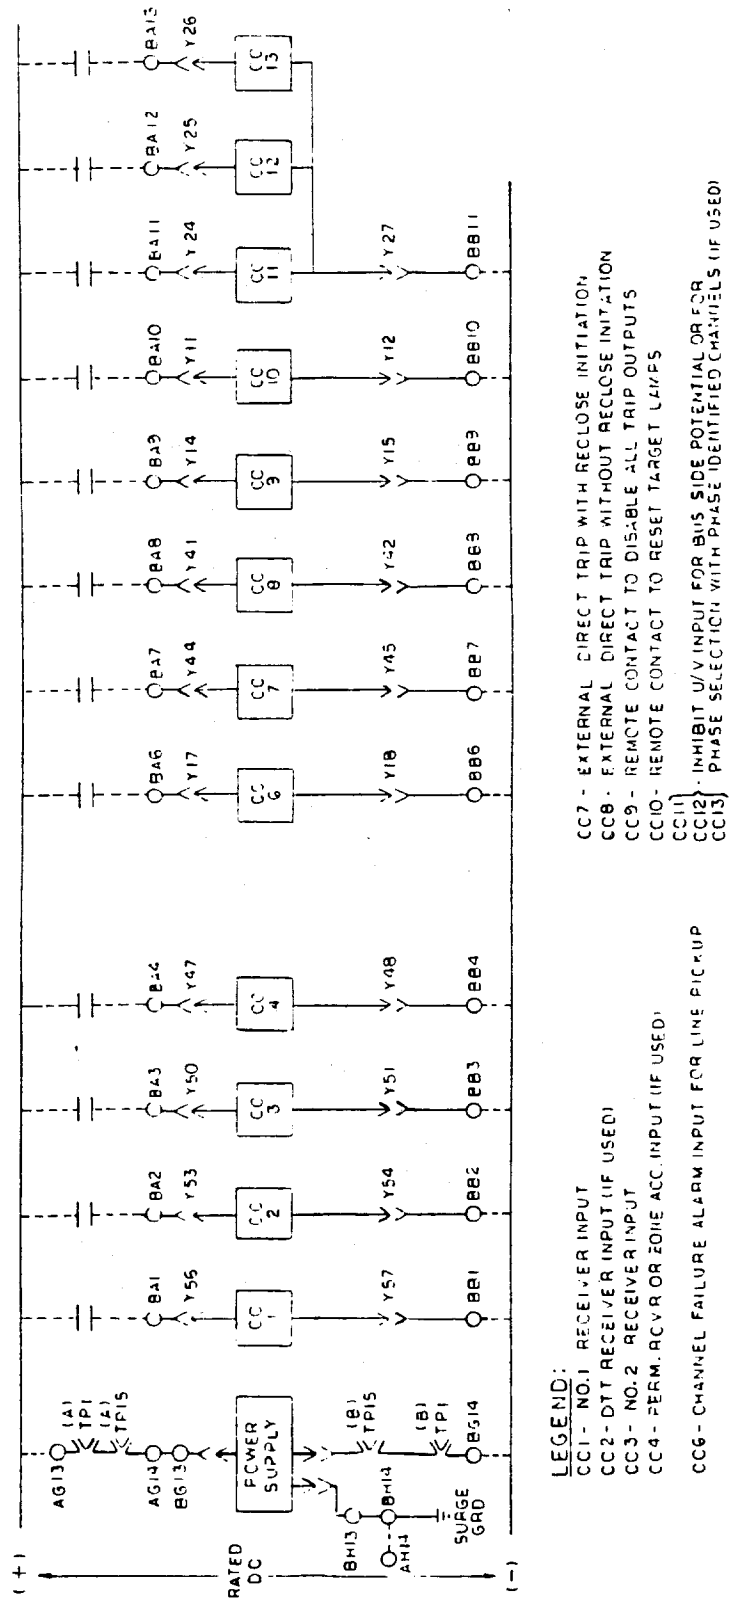 (+)
RATED
DC
(-)
AG13
(A)
TP1
(A)
TP15
AG14
BG13
POWER
SUPPLY
(B)
TP15
(B)
TP1
BG14
BH13
BH14
AH14
SURGE
GRD
BA1
Y56
CC
1
Y57
BB1
BA2
Y53
CC
2
Y54
BB2
BA3
Y50
CC
3
Y51
BB3
BA4
Y47
CC
4
Y48
BB4
BA6
Y17
CC
6
Y18
BB6
BA7
Y44
CC
7
Y45
BB7
BA8
Y41
CC
8
Y42
BB8
BA9
Y14
CC
9
Y15
BB9
BA10
Y11
CC
10
Y12
BB10
BA11
Y24
CC
11
Y27
BB11
BA12
Y25
CC
12
BA13
Y26
CC
13
LEGEND:
CC1 - NO.1 RECEIVER INPUT
CC2 - DTT RECEIVER INPUT (IF USED)
CC3 - NO. 2 RECEIVER INPUT
CC4 - PERM. RCVR OR ZONE ACC. INPUT (IF USED)
CC6 - CHANNEL FAILURE ALARM INPUT FOR LINE PICKUP
CC7 - EXTERNAL DIRECT TRIP WITH RECLOSE INITIATION
CC8 - EXTERNAL DIRECT TRIP WITHOUT RECLOSE INITATION
CC9 - REMOTE CONTACT TO DISABLE ALL TRIP OUTPUTS
CC10 - REMOTE CONTACT TO RESET TARGET LAMPS
CC11
CC12 - INHIBIT U/V INPUT FOR BUS SIDE POTENTIAL OR FOR
CC13 PHASE SELECTION WITH PHASE IDENTIFIED CHANNELS (IF USED)